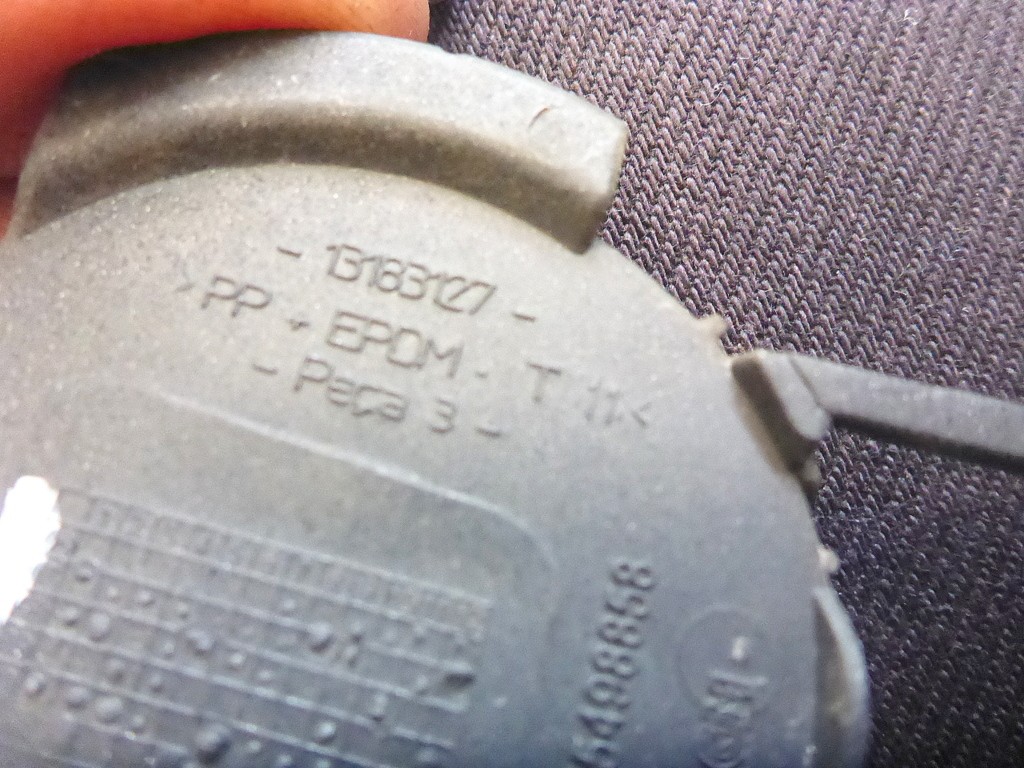 - 13183127 -
>PP + EPDM - T 11<
- Peça 3 -
5498858